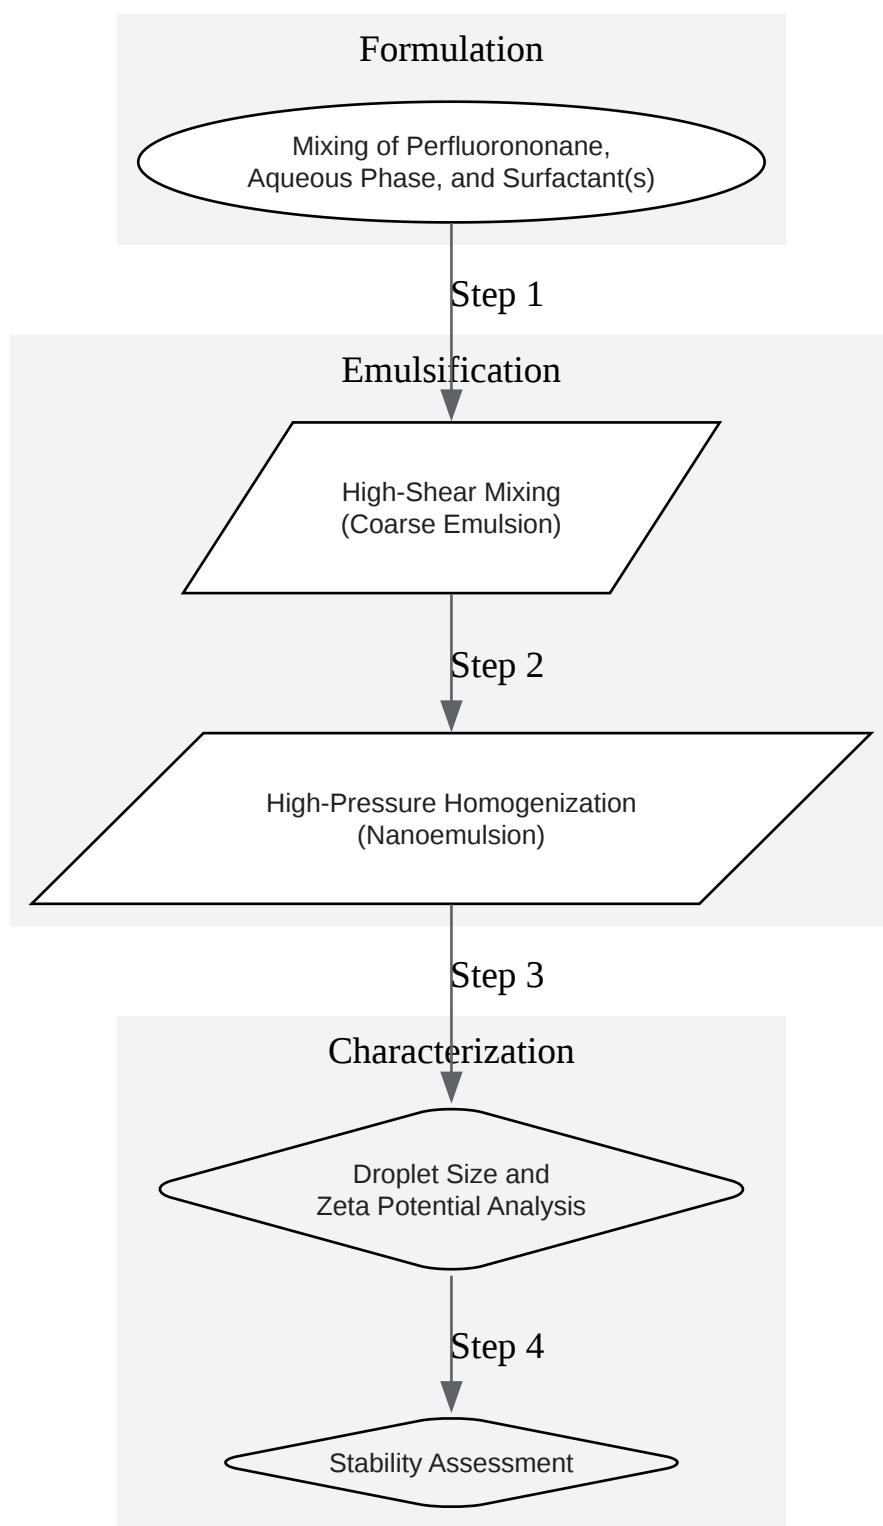 Formulation
Mixing of Perfluorononane,
Aqueous Phase, and Surfactant(s)
Step 1
Emulsification
High-Shear Mixing
(Coarse Emulsion)
Step 2
High-Pressure Homogenization
(Nanoemulsion)
Step 3
Characterization
Droplet Size and
Zeta Potential Analysis
Step 4
Stability Assessment